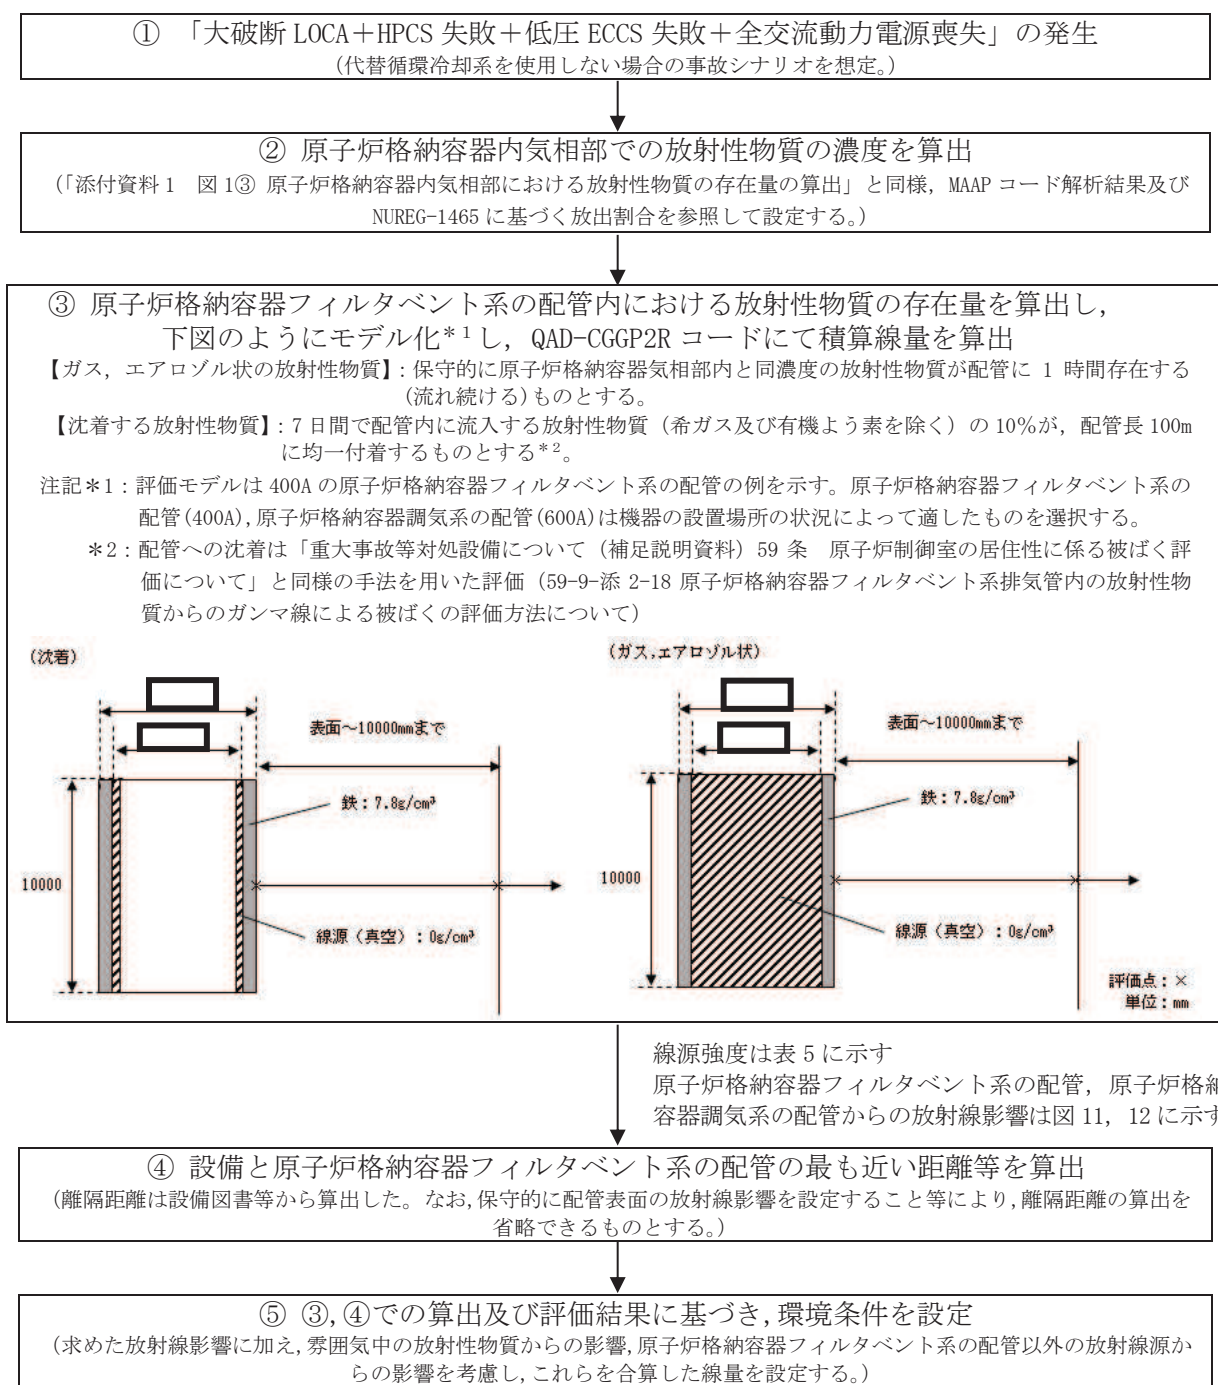 ① 「大破断 LOCA＋HPCS 失敗＋低圧 ECCS 失敗＋全交流動力電源喪失」の発生
(代替循環冷却系を使用しない場合の事故シナリオを想定。)
② 原子炉格納容器内気相部での放射性物質の濃度を算出
(「添付資料 1　図 1③ 原子炉格納容器内気相部における放射性物質の存在量の算出」と同様，MAAP コード解析結果及び
NUREG-1465 に基づく放出割合を参照して設定する。)
③ 原子炉格納容器フィルタベント系の配管内における放射性物質の存在量を算出し，
下図のようにモデル化*1し，QAD-CGGP2R コードにて積算線量を算出
【ガス，エアロゾル状の放射性物質】：保守的に原子炉格納容器気相部内と同濃度の放射性物質が配管に 1 時間存在する
(流れ続ける)ものとする。
【沈着する放射性物質】：7 日間で配管内に流入する放射性物質（希ガス及び有機よう素を除く）の 10％が，配管長 100m
に均一付着するものとする*2。
注記＊1：評価モデルは 400A の原子炉格納容器フィルタベント系の配管の例を示す。原子炉格納容器フィルタベント系の
配管(400A),原子炉格納容器調気系の配管(600A)は機器の設置場所の状況によって適したものを選択する。
＊2：配管への沈着は「重大事故等対処設備について（補足説明資料）59 条　原子炉制御室の居住性に係る被ばく評
価について」と同様の手法を用いた評価（59-9-添 2-18 原子炉格納容器フィルタベント系排気管内の放射性物
質からのガンマ線による被ばくの評価方法について）
(沈着)
(ガス,エアロゾル状)
表面～10000mmまで
表面～10000mmまで
鉄：7.8g/cm³
鉄：7.8g/cm³
10000
10000
線源（真空）：0g/cm³
線源（真空）：0g/cm³
評価点：×
単位：mm
線源強度は表 5 に示す
原子炉格納容器フィルタベント系の配管，原子炉格納
容器調気系の配管からの放射線影響は図 11，12 に示す
④ 設備と原子炉格納容器フィルタベント系の配管の最も近い距離等を算出
(離隔距離は設備図書等から算出した。なお,保守的に配管表面の放射線影響を設定すること等により,離隔距離の算出を
省略できるものとする。)
⑤ ③,④での算出及び評価結果に基づき,環境条件を設定
(求めた放射線影響に加え,雰囲気中の放射性物質からの影響,原子炉格納容器フィルタベント系の配管以外の放射線源か
らの影響を考慮し,これらを合算した線量を設定する。)